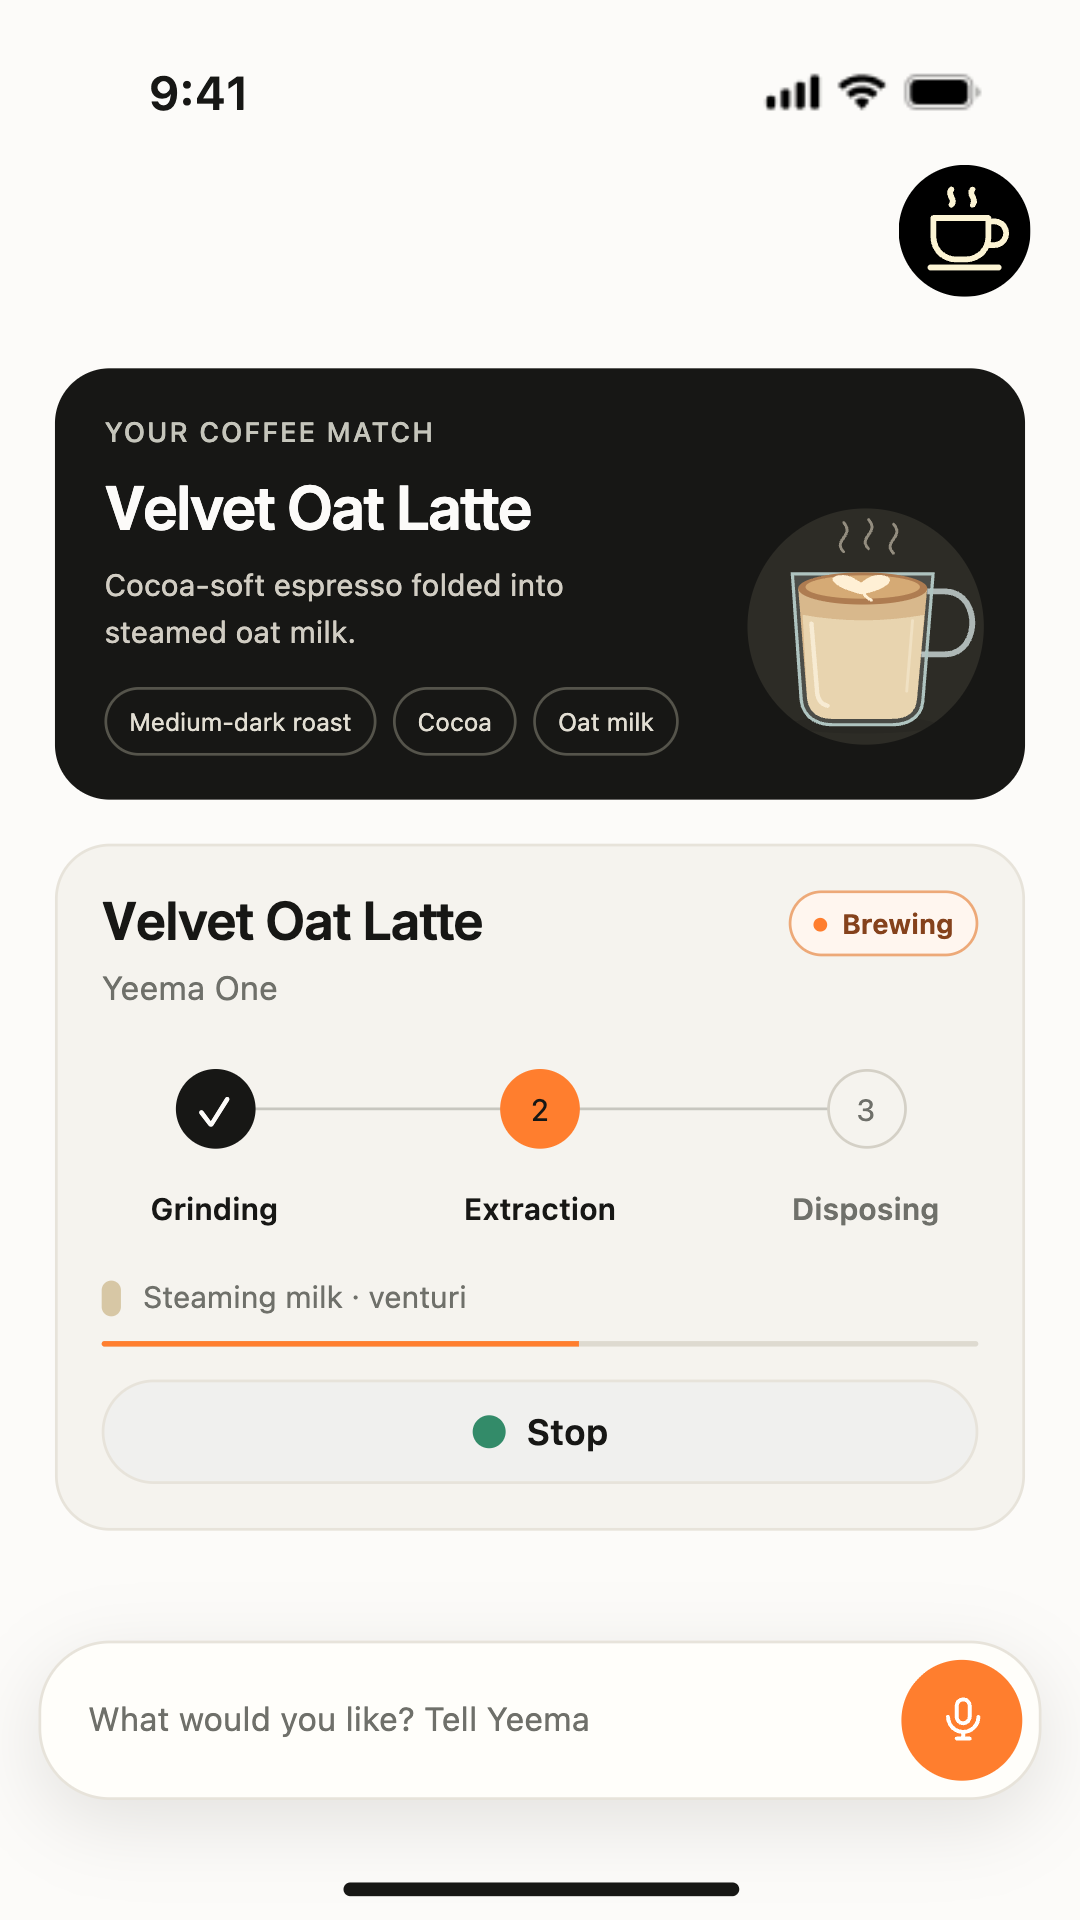 9:41
YOUR COFFEE MATCH
Velvet Oat Latte
Cocoa-soft espresso folded into
steamed oat milk.
Medium-dark roast
Cocoa
Oat milk
Velvet Oat Latte
Brewing
Yeema One
2
3
Grinding
Extraction
Disposing
Steaming milk · venturi
Stop
What would you like? Tell Yeema